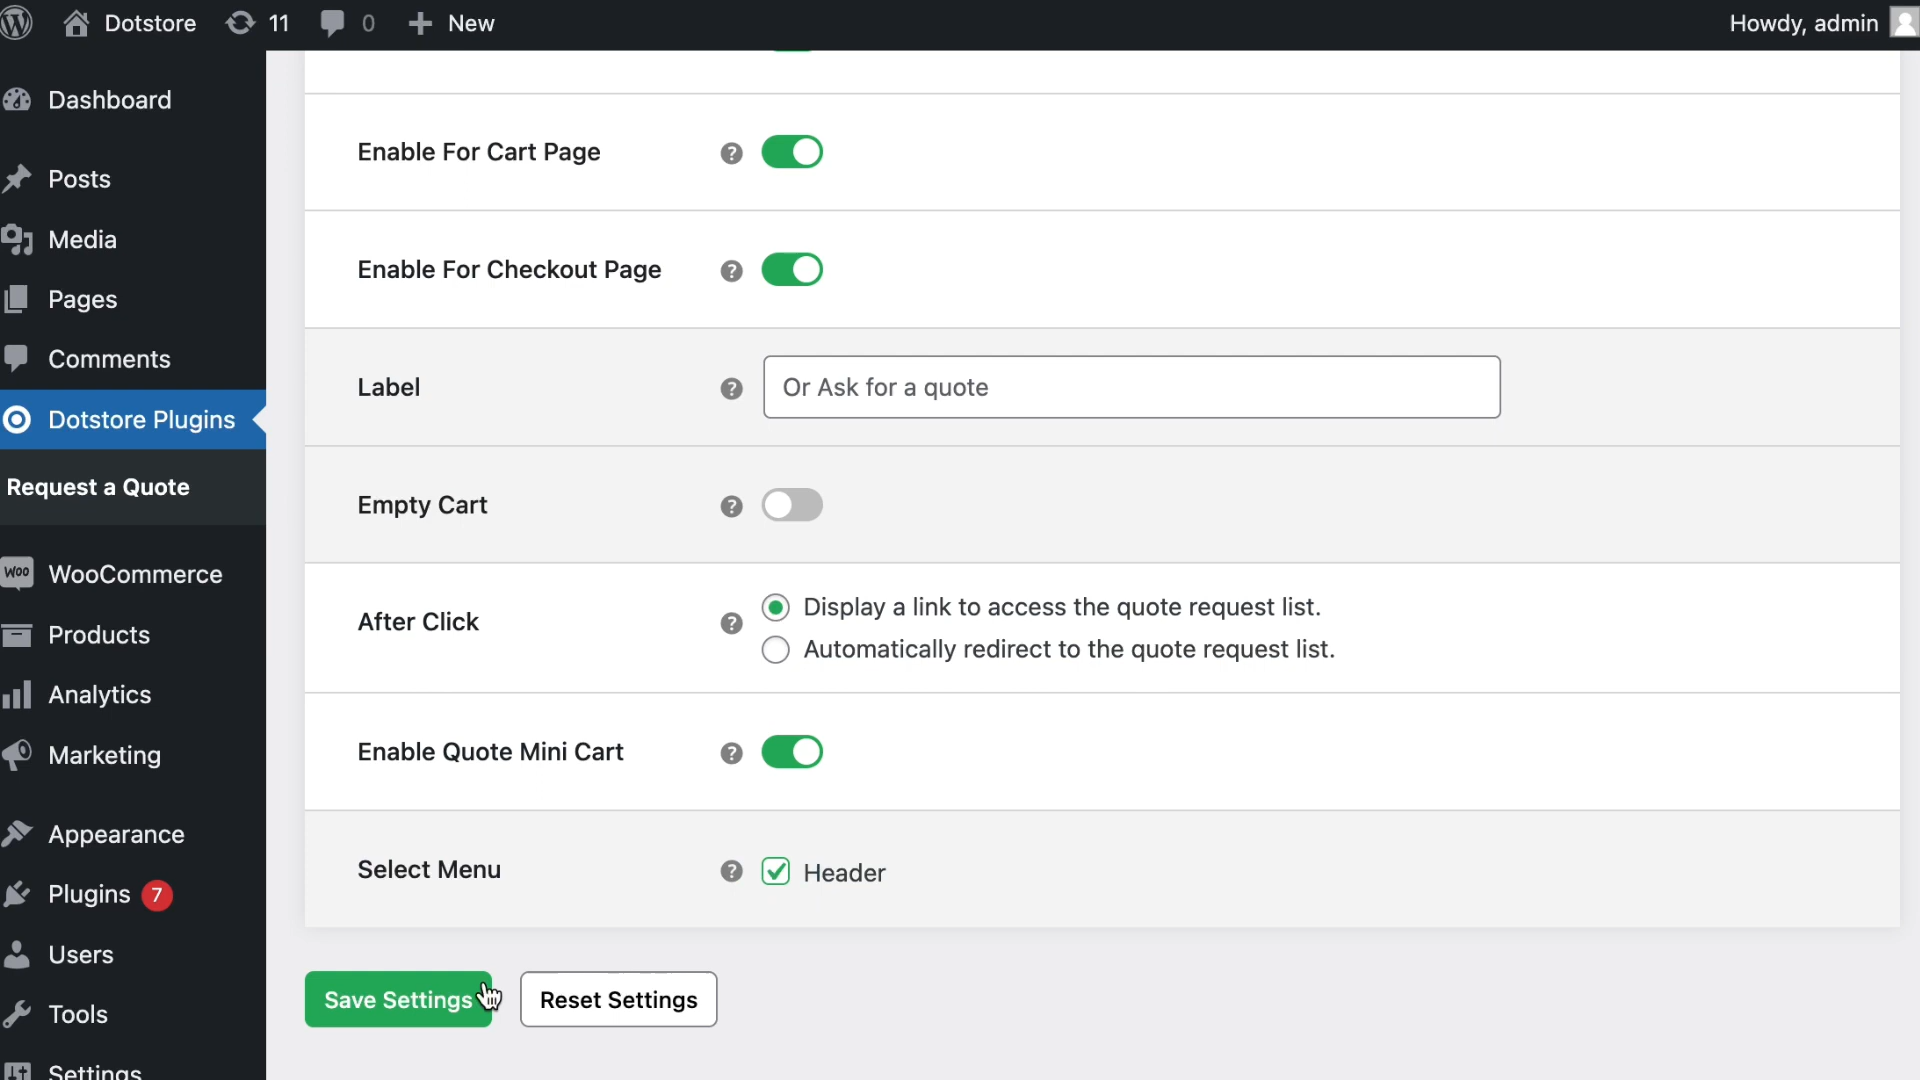 Dotstore 11 0 New Howdy, admin
Dashboard
Posts
Media
Pages
Comments
Dotstore Plugins
Request a Quote
Woo WooCommerce
Products
Analytics
Marketing
Appearance
Plugins 7
Users
Tools
Settings
Enable For Cart Page ?
Enable For Checkout Page ?
Label ? Or Ask for a quote
Empty Cart ?
After Click ? Display a link to access the quote request list.
Automatically redirect to the quote request list.
Enable Quote Mini Cart ?
Select Menu ? Header
Save Settings Reset Settings